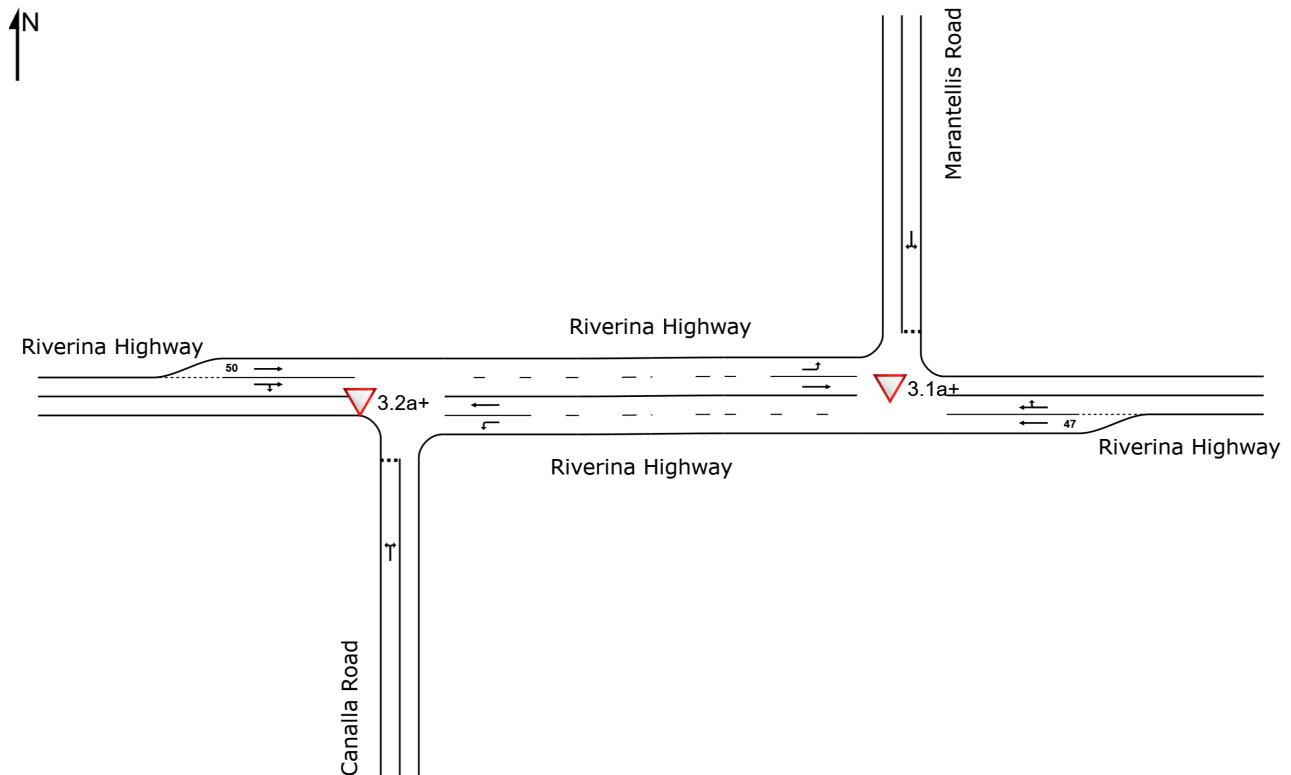 N
Marantellis Road
Riverina Highway
Riverina Highway
50
3.2a+
3.1a+
47
Riverina Highway
Riverina Highway
Canalla Road